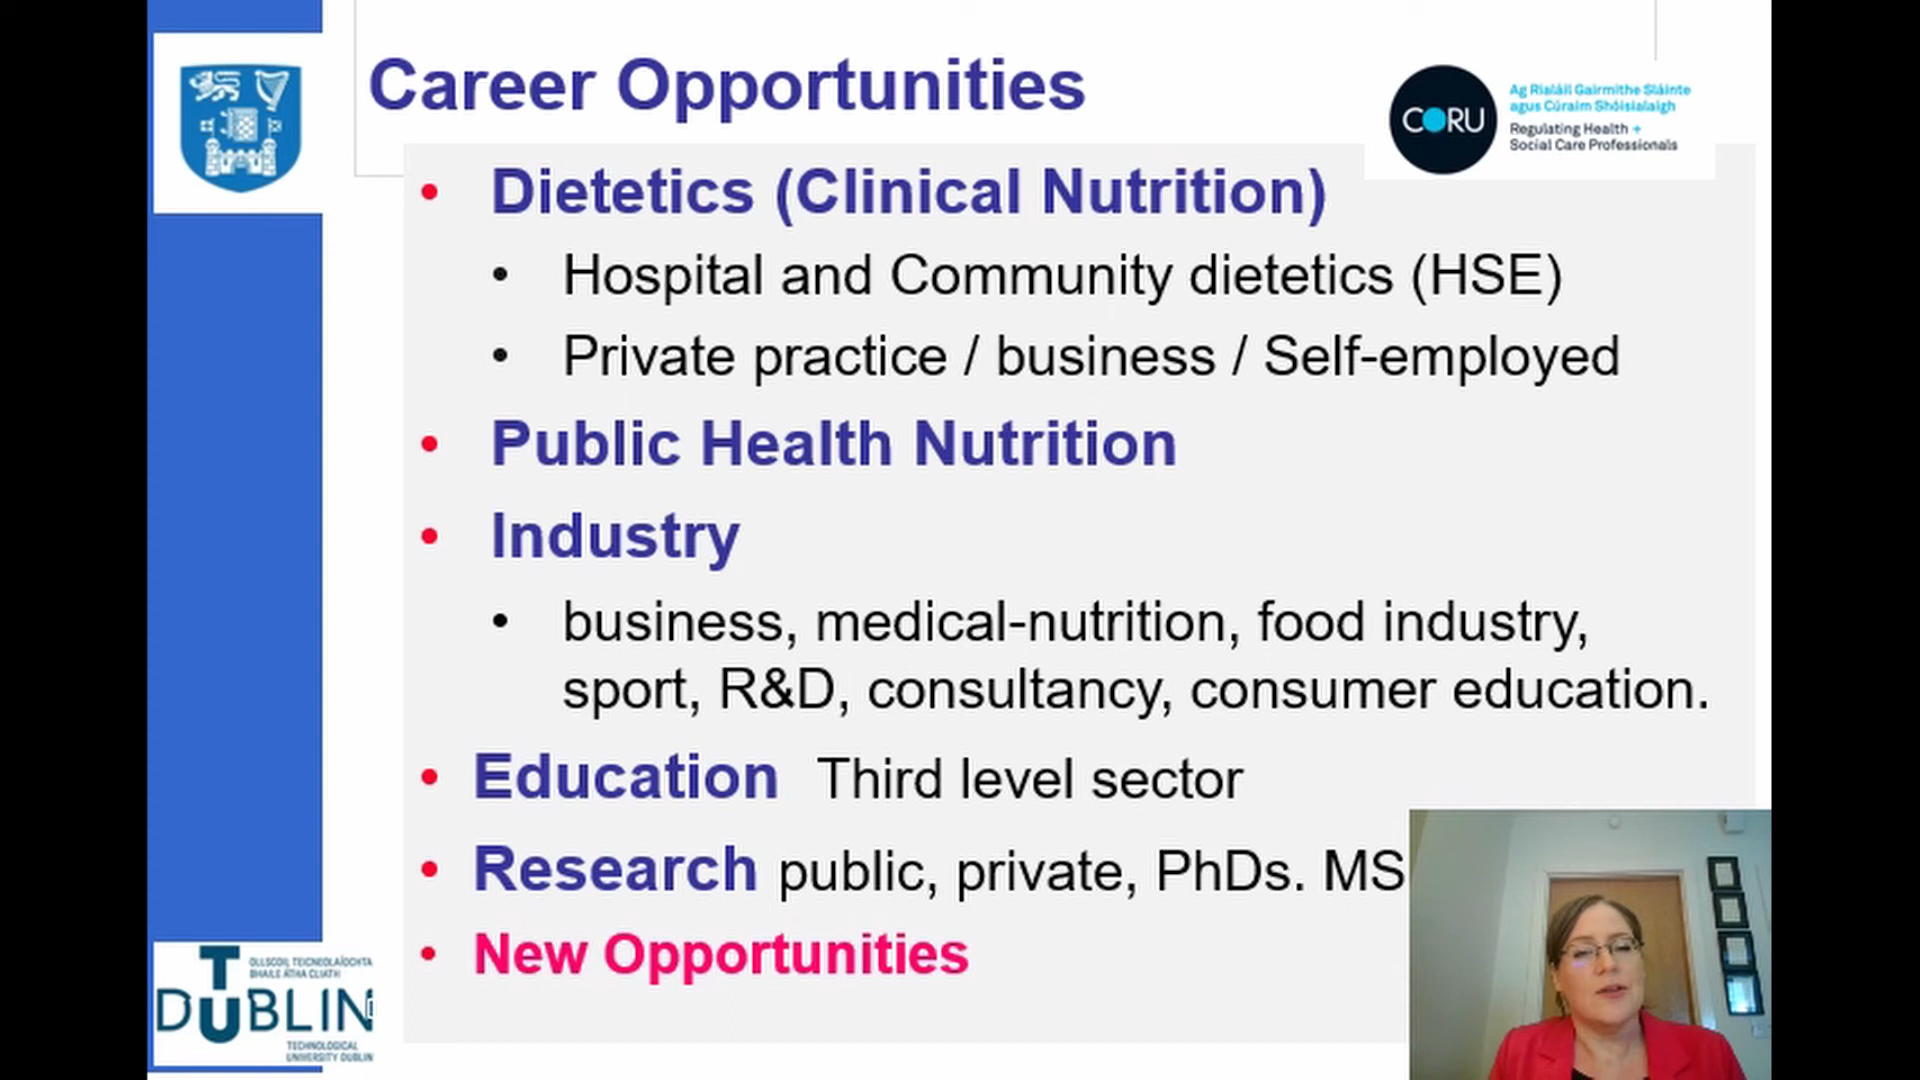 Career Opportunities
CORU
Ag Rialáil Gairmithe Sláinte
agus Cúraim Shóisialaigh
Regulating Health +
Social Care Professionals
• Dietetics (Clinical Nutrition)
• Hospital and Community dietetics (HSE)
• Private practice / business / Self-employed
• Public Health Nutrition
• Industry
• business, medical-nutrition, food industry,
sport, R&D, consultancy, consumer education.
• Education Third level sector
• Research public, private, PhDs. MS
• New Opportunities
OLLSCOIL TEICNEOLAÍOCHTA
BHAILE ÁTHA CLIATH
TU DUBLIN
TECHNOLOGICAL
UNIVERSITY DUBLIN